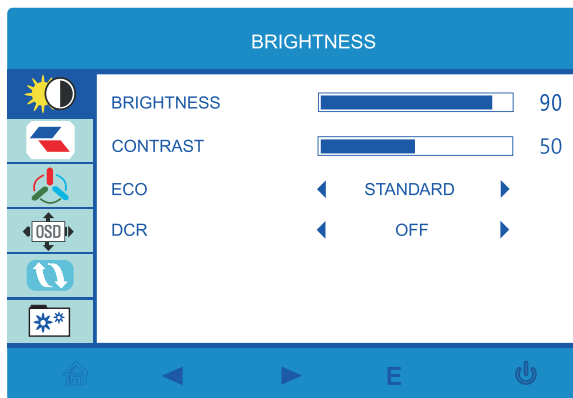 BRIGHTNESS
BRIGHTNESS 90
CONTRAST 50
ECO STANDARD
DCR OFF
OSD
E